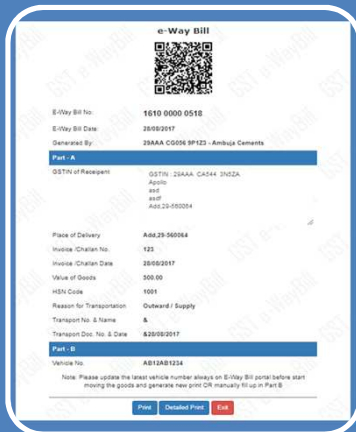 e-Way Bill
E-Way Bill No: 1610 0000 0518
E-Way Bill Date: 28/08/2017
Generated By: 29AAA CG056 9P1Z3 - Ambuja Cements
Part - A
GSTIN of Receipent GSTIN : 29AAA CA544 3N5ZA
Apollo
asd
asdf
Add,29-560064
Place of Delivery Add,29-560064
Invoice /Challan No. 123
Invoice /Challan Date 28/08/2017
Value of Goods 500.00
HSN Code 1001
Reason for Transportation Outward / Supply
Transport No. & Name &
Transport Doc. No. & Date &28/08/2017
Part - B
Vehicle No. AB12AB1234
Note: Please update the latest vehicle number always on E-Way Bill portal before start
moving the goods and generate new print OR manually fill up in Part B
Print Detailed Print Exit
GST e-WayBill